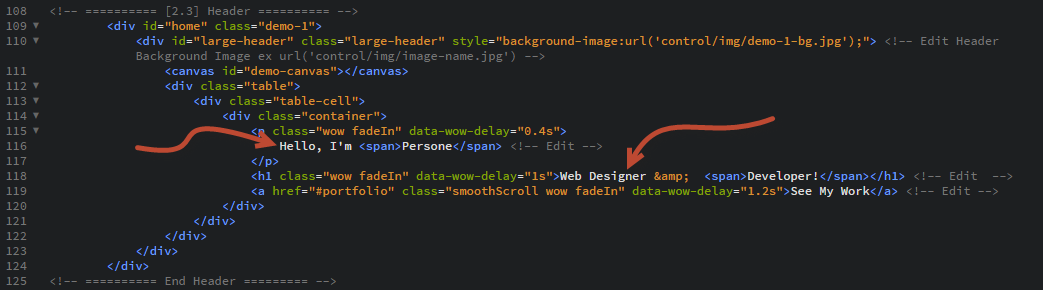 108 <!-- ========== [2.3] Header ========== -->
109 <div id="home" class="demo-1">
110 <div id="large-header" class="large-header" style="background-image:url('control/img/demo-1-bg.jpg');"> <!-- Edit Header
Background Image ex url('control/img/image-name.jpg') -->
111 <canvas id="demo-canvas"></canvas>
112 <div class="table">
113 <div class="table-cell">
114 <div class="container">
115 <p class="wow fadeIn" data-wow-delay="0.4s">
116 Hello, I'm <span>Persone</span> <!-- Edit -->
117 </p>
118 <h1 class="wow fadeIn" data-wow-delay="1s">Web Designer &amp;  <span>Developer!</span></h1> <!-- Edit  -->
119 <a href="#portfolio" class="smoothScroll wow fadeIn" data-wow-delay="1.2s">See My Work</a> <!-- Edit -->
120 </div>
121 </div>
122 </div>
123 </div>
124 </div>
125 <!-- ========== End Header ========= -->